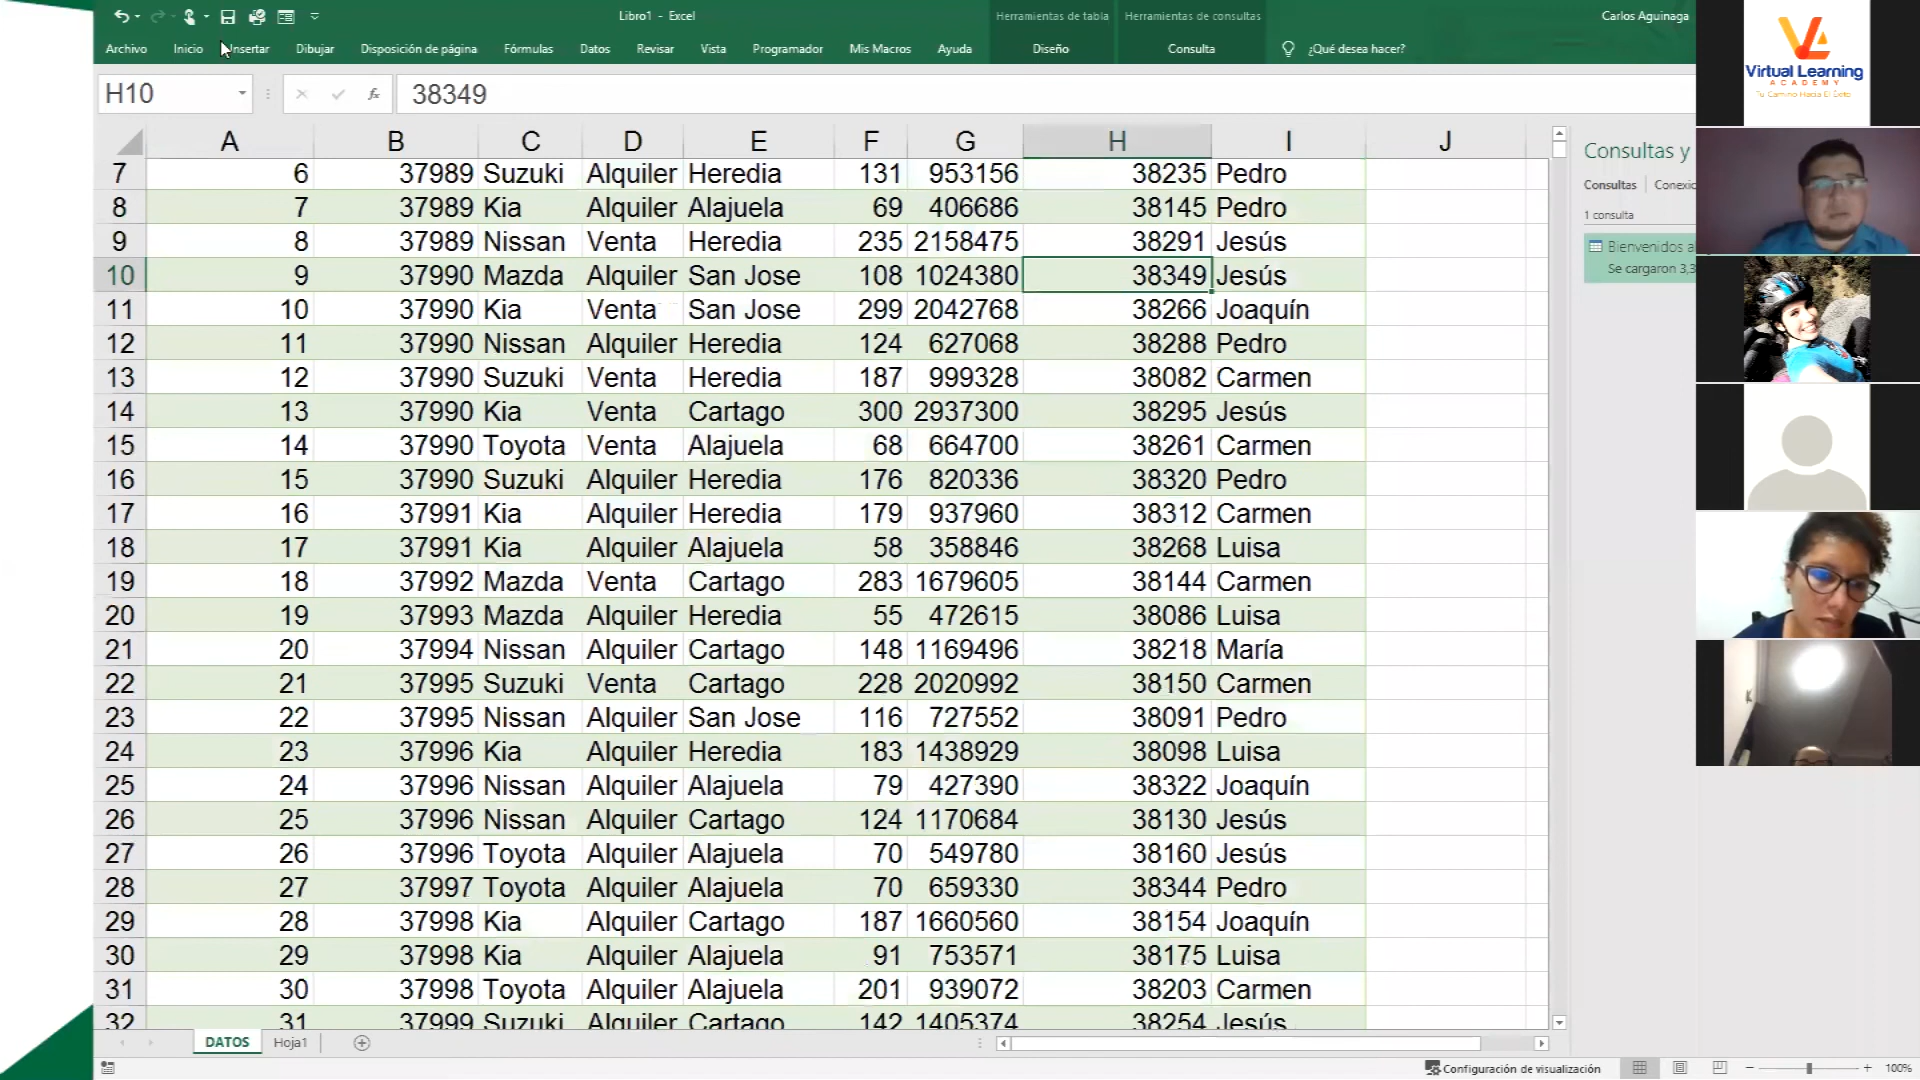 Libro1 - Excel
Herramientas de tabla
Herramientas de consultas
Carlos Aguinaga
Archivo Inicio Insertar Dibujar Disposición de página Fórmulas Datos Revisar Vista Programador Mis Macros Ayuda Diseño Consulta ¿Qué desea hacer?
H10 fx 38349
A B C D E F G H I J
7 6 37989 Suzuki Alquiler Heredia 131 953156 38235 Pedro
8 7 37989 Kia Alquiler Alajuela 69 406686 38145 Pedro
9 8 37989 Nissan Venta Heredia 235 2158475 38291 Jesús
10 9 37990 Mazda Alquiler San Jose 108 1024380 38349 Jesús
11 10 37990 Kia Venta San Jose 299 2042768 38266 Joaquín
12 11 37990 Nissan Alquiler Heredia 124 627068 38288 Pedro
13 12 37990 Suzuki Venta Heredia 187 999328 38082 Carmen
14 13 37990 Kia Venta Cartago 300 2937300 38295 Jesús
15 14 37990 Toyota Venta Alajuela 68 664700 38261 Carmen
16 15 37990 Suzuki Alquiler Heredia 176 820336 38320 Pedro
17 16 37991 Kia Alquiler Heredia 179 937960 38312 Carmen
18 17 37991 Kia Alquiler Alajuela 58 358846 38268 Luisa
19 18 37992 Mazda Venta Cartago 283 1679605 38144 Carmen
20 19 37993 Mazda Alquiler Heredia 55 472615 38086 Luisa
21 20 37994 Nissan Alquiler Cartago 148 1169496 38218 María
22 21 37995 Suzuki Venta Cartago 228 2020992 38150 Carmen
23 22 37995 Nissan Alquiler San Jose 116 727552 38091 Pedro
24 23 37996 Kia Alquiler Heredia 183 1438929 38098 Luisa
25 24 37996 Nissan Alquiler Alajuela 79 427390 38322 Joaquín
26 25 37996 Nissan Alquiler Cartago 124 1170684 38130 Jesús
27 26 37996 Toyota Alquiler Alajuela 70 549780 38160 Jesús
28 27 37997 Toyota Alquiler Alajuela 70 659330 38344 Pedro
29 28 37998 Kia Alquiler Cartago 187 1660560 38154 Joaquín
30 29 37998 Kia Alquiler Alajuela 91 753571 38175 Luisa
31 30 37998 Toyota Alquiler Alajuela 201 939072 38203 Carmen
32 31 37999 Suzuki Alquiler Cartago 142 1405374 38254 Jesús
DATOS Hoja1
Configuración de visualización
100%
Consultas y
Consultas Conexio
1 consulta
Bienvenidos a
Se cargaron 3,3
Virtual Learning
ACADEMY
Tu Camino Hacia El Éxito